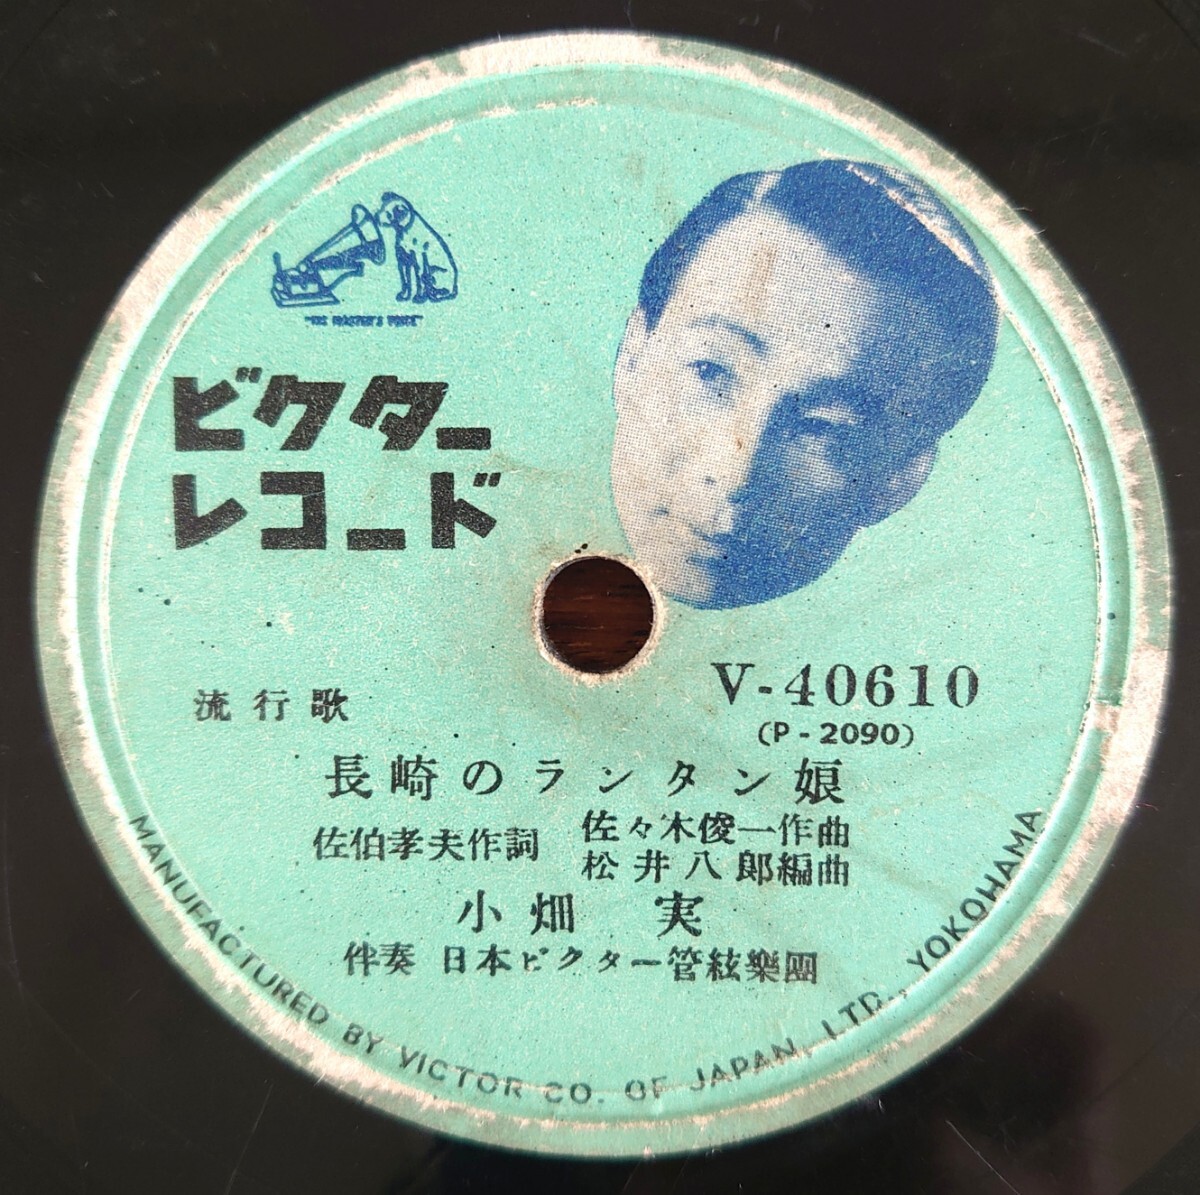 "HIS MASTER'S VOICE"
ビクター
レコード
V-40610
(P-2090)
流行歌
長崎のランタン娘
佐伯孝夫作詞
佐々木俊一作曲
松井八郎編曲
小畑 実
伴奏 日本ビクター管絃樂團
MANUFACTURED BY VICTOR CO. OF JAPAN, LTD., YOKOHAMA